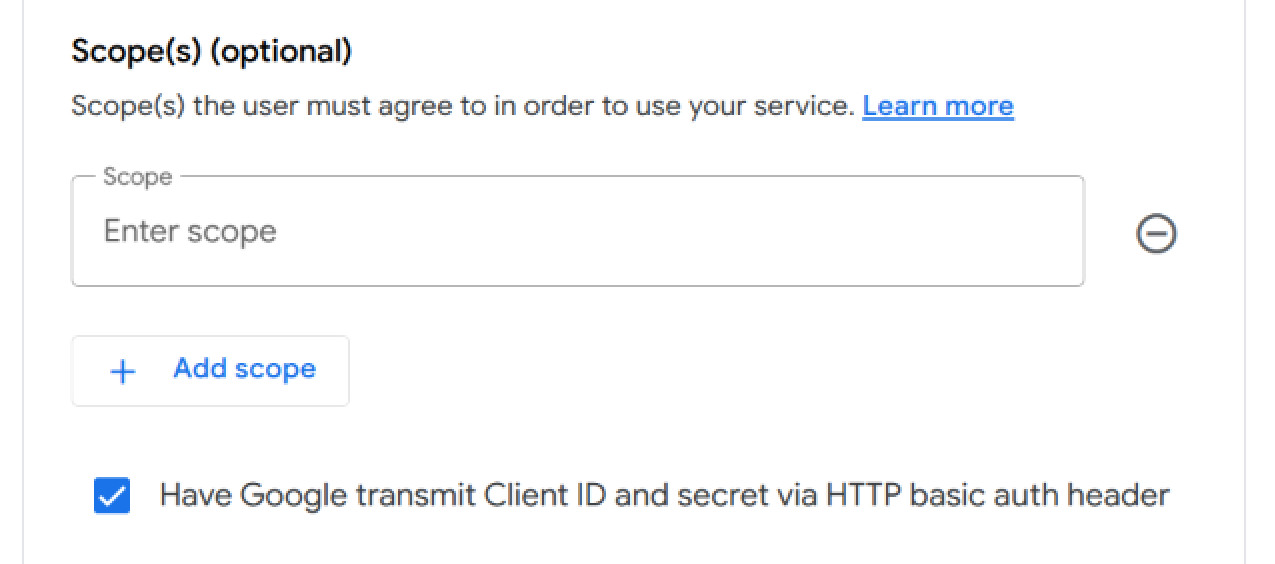 Scope(s) (optional)
Scope(s) the user must agree to in order to use your service. Learn more
Scope
Enter scope
Add scope
Have Google transmit Client ID and secret via HTTP basic auth header